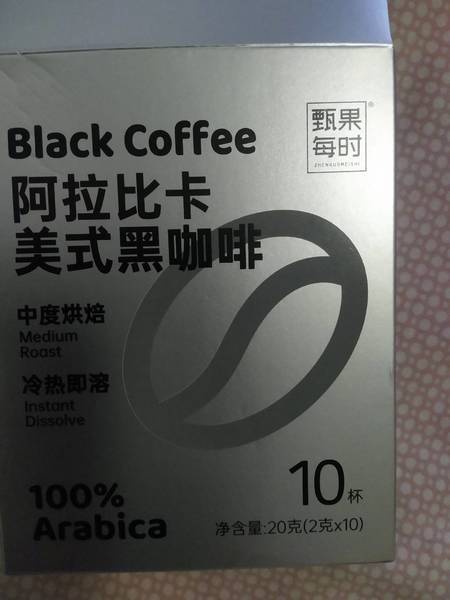 Black Coffee
甄果
每时
ZHENGUOMEISHI
®
阿拉比卡
美式黑咖啡
中度烘焙
Medium
Roast
冷热即溶
Instant
Dissolve
100%
Arabica
10杯
净含量:20克(2克x10)